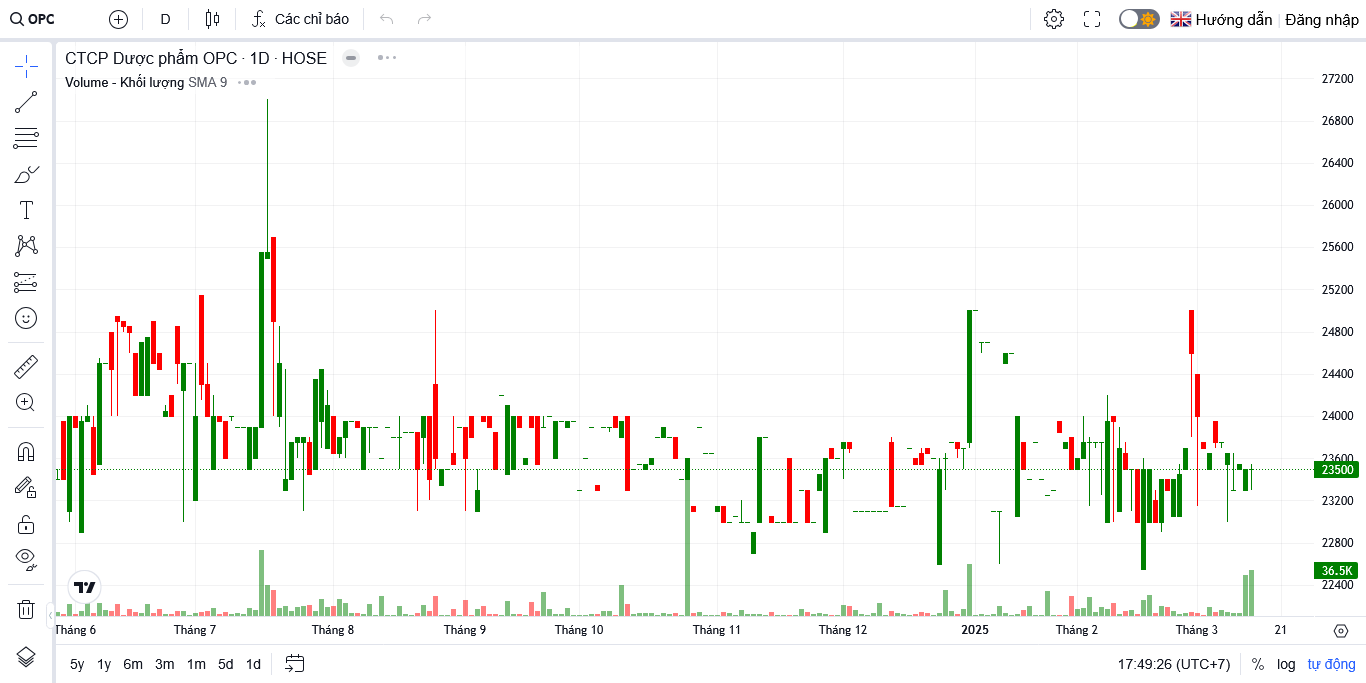 OPC D Các chỉ báo Hướng dẫn Đăng nhập
CTCP Dược phẩm OPC · 1D · HOSE
Volume - Khối lượng SMA 9
27200
26800
26400
26000
25600
25200
24800
24400
24000
23600
23500
23200
22800
36.5K
22400
Tháng 6 Tháng 7 Tháng 8 Tháng 9 Tháng 10 Tháng 11 Tháng 12 2025 Tháng 2 Tháng 3 21
5y 1y 6m 3m 1m 5d 1d 17:49:26 (UTC+7) % log tự động